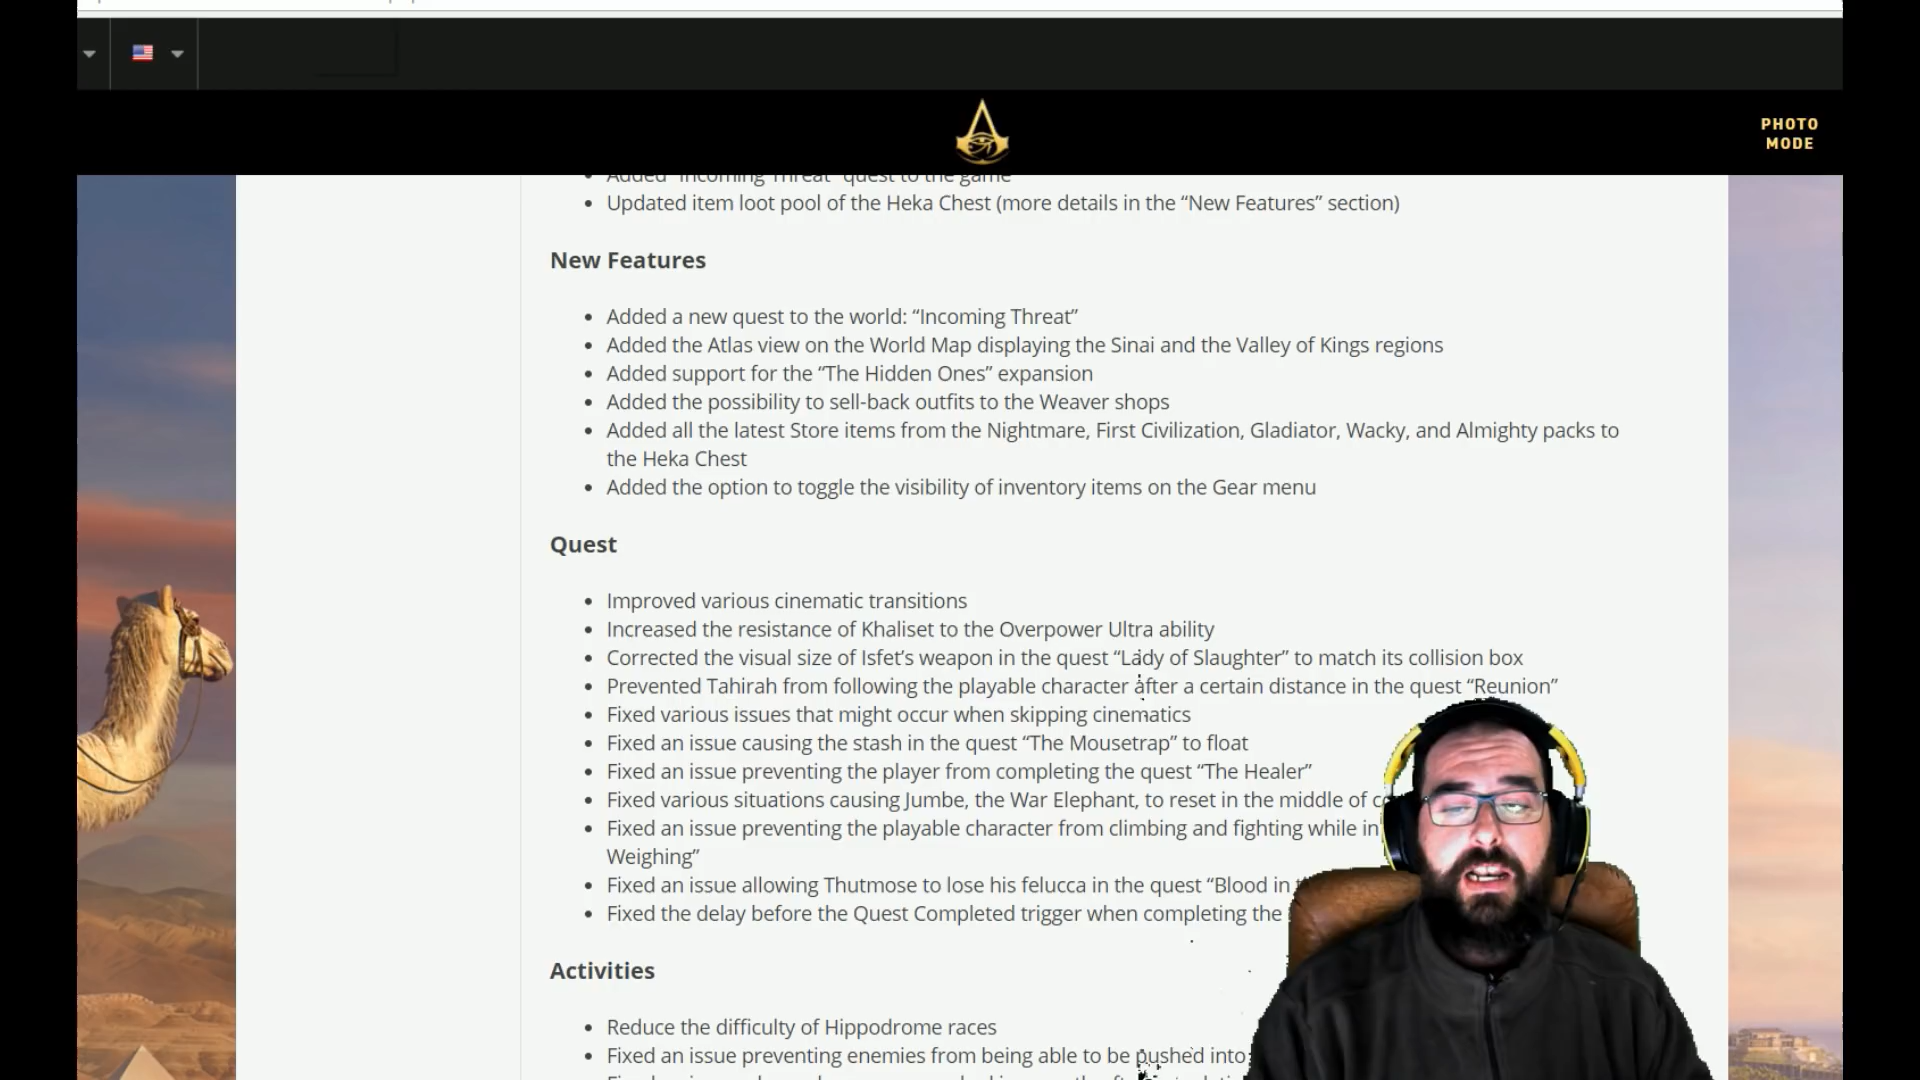 PHOTO
MODE
• Added “Incoming Threat” quest to the game
• Updated item loot pool of the Heka Chest (more details in the “New Features” section)
New Features
• Added a new quest to the world: “Incoming Threat”
• Added the Atlas view on the World Map displaying the Sinai and the Valley of Kings regions
• Added support for the “The Hidden Ones” expansion
• Added the possibility to sell-back outfits to the Weaver shops
• Added all the latest Store items from the Nightmare, First Civilization, Gladiator, Wacky, and Almighty packs to
the Heka Chest
• Added the option to toggle the visibility of inventory items on the Gear menu
Quest
• Improved various cinematic transitions
• Increased the resistance of Khaliset to the Overpower Ultra ability
• Corrected the visual size of Isfet’s weapon in the quest “Lady of Slaughter” to match its collision box
• Prevented Tahirah from following the playable character after a certain distance in the quest “Reunion”
• Fixed various issues that might occur when skipping cinematics
• Fixed an issue causing the stash in the quest “The Mousetrap” to float
• Fixed an issue preventing the player from completing the quest “The Healer”
• Fixed various situations causing Jumbe, the War Elephant, to reset in the middle of
• Fixed an issue preventing the playable character from climbing and fighting while in
Weighing”
• Fixed an issue allowing Thutmose to lose his felucca in the quest “Blood in
• Fixed the delay before the Quest Completed trigger when completing the
Activities
• Reduce the difficulty of Hippodrome races
• Fixed an issue preventing enemies from being able to be pushed into